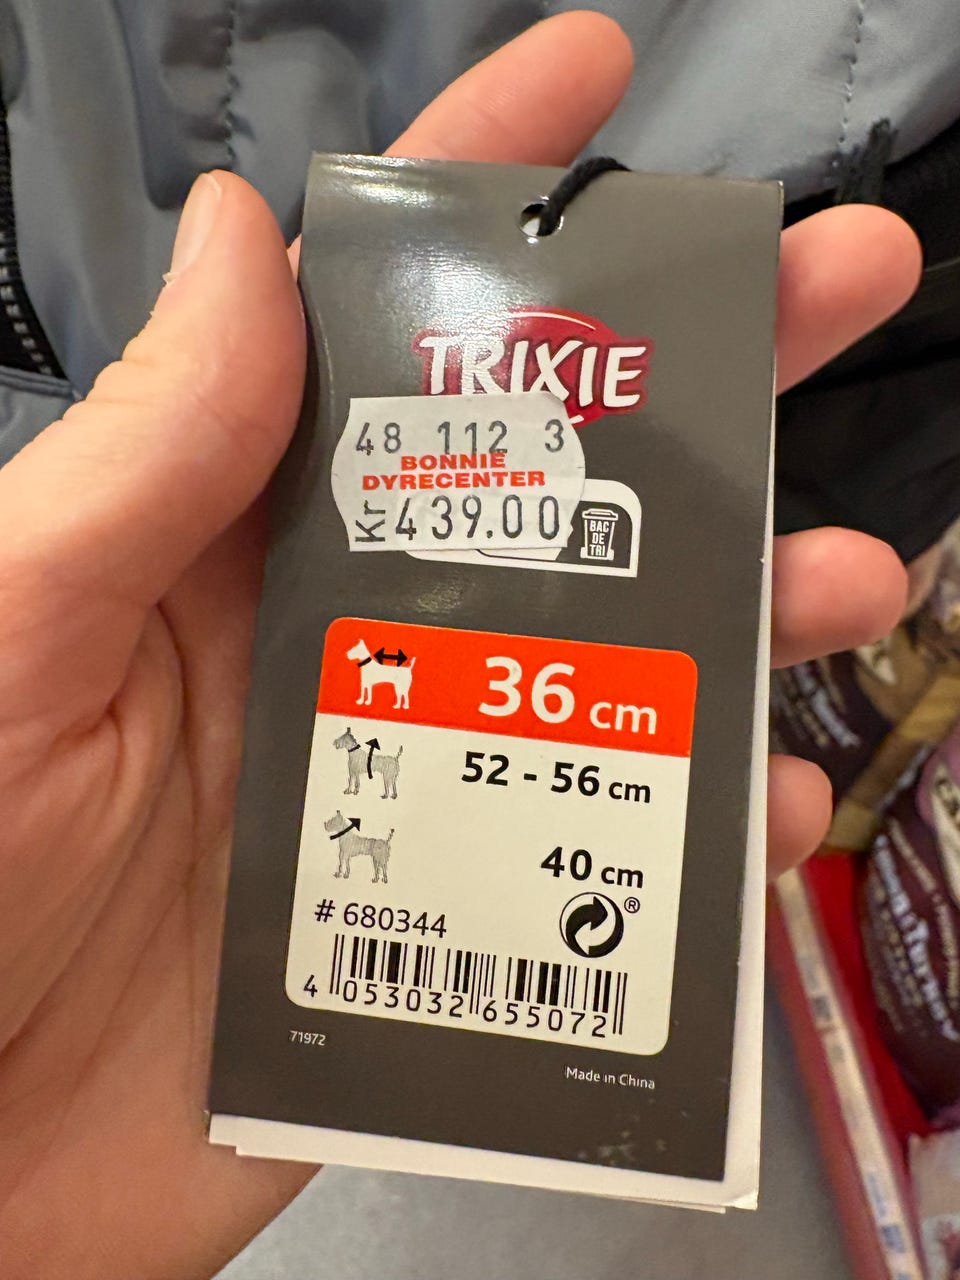 TRIXIE
48 112 3
BONNIE
DYRECENTER
Kr 439.00
BAC
DE
TRI
36 cm
52 - 56 cm
40 cm
# 680344
®
4 053032 655072
71972
Made in China